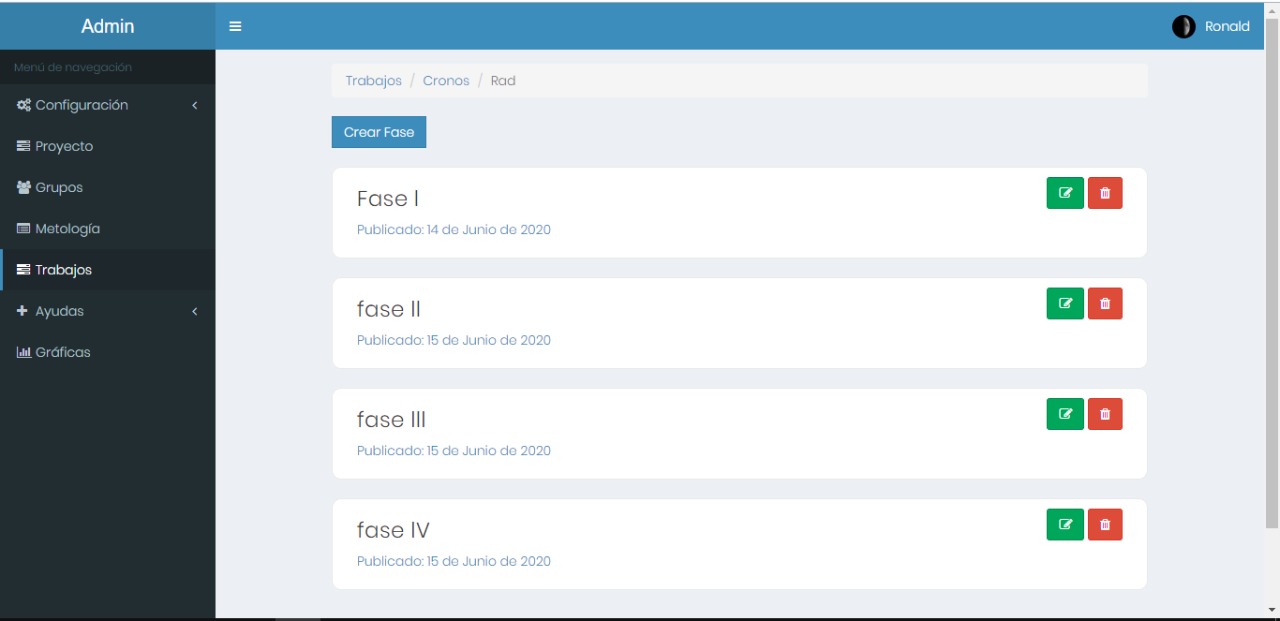 Admin
Ronald
Menú de navegación
Configuración
Proyecto
Grupos
Metología
Trabajos
Ayudas
Gráficas
Trabajos / Cronos / Rad
Crear Fase
Fase I
Publicado: 14 de Junio de 2020
fase II
Publicado: 15 de Junio de 2020
fase III
Publicado: 15 de Junio de 2020
fase IV
Publicado: 15 de Junio de 2020